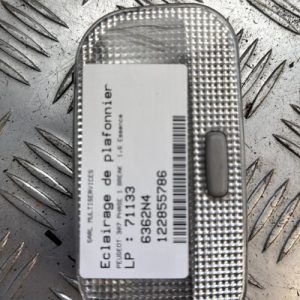 SARL MULTISERVICES
Eclairage de plafonnier
PEUGEOT 307 PHASE 1 BREAK 1.6 Essence
LP : 71133
6362N4
122855786